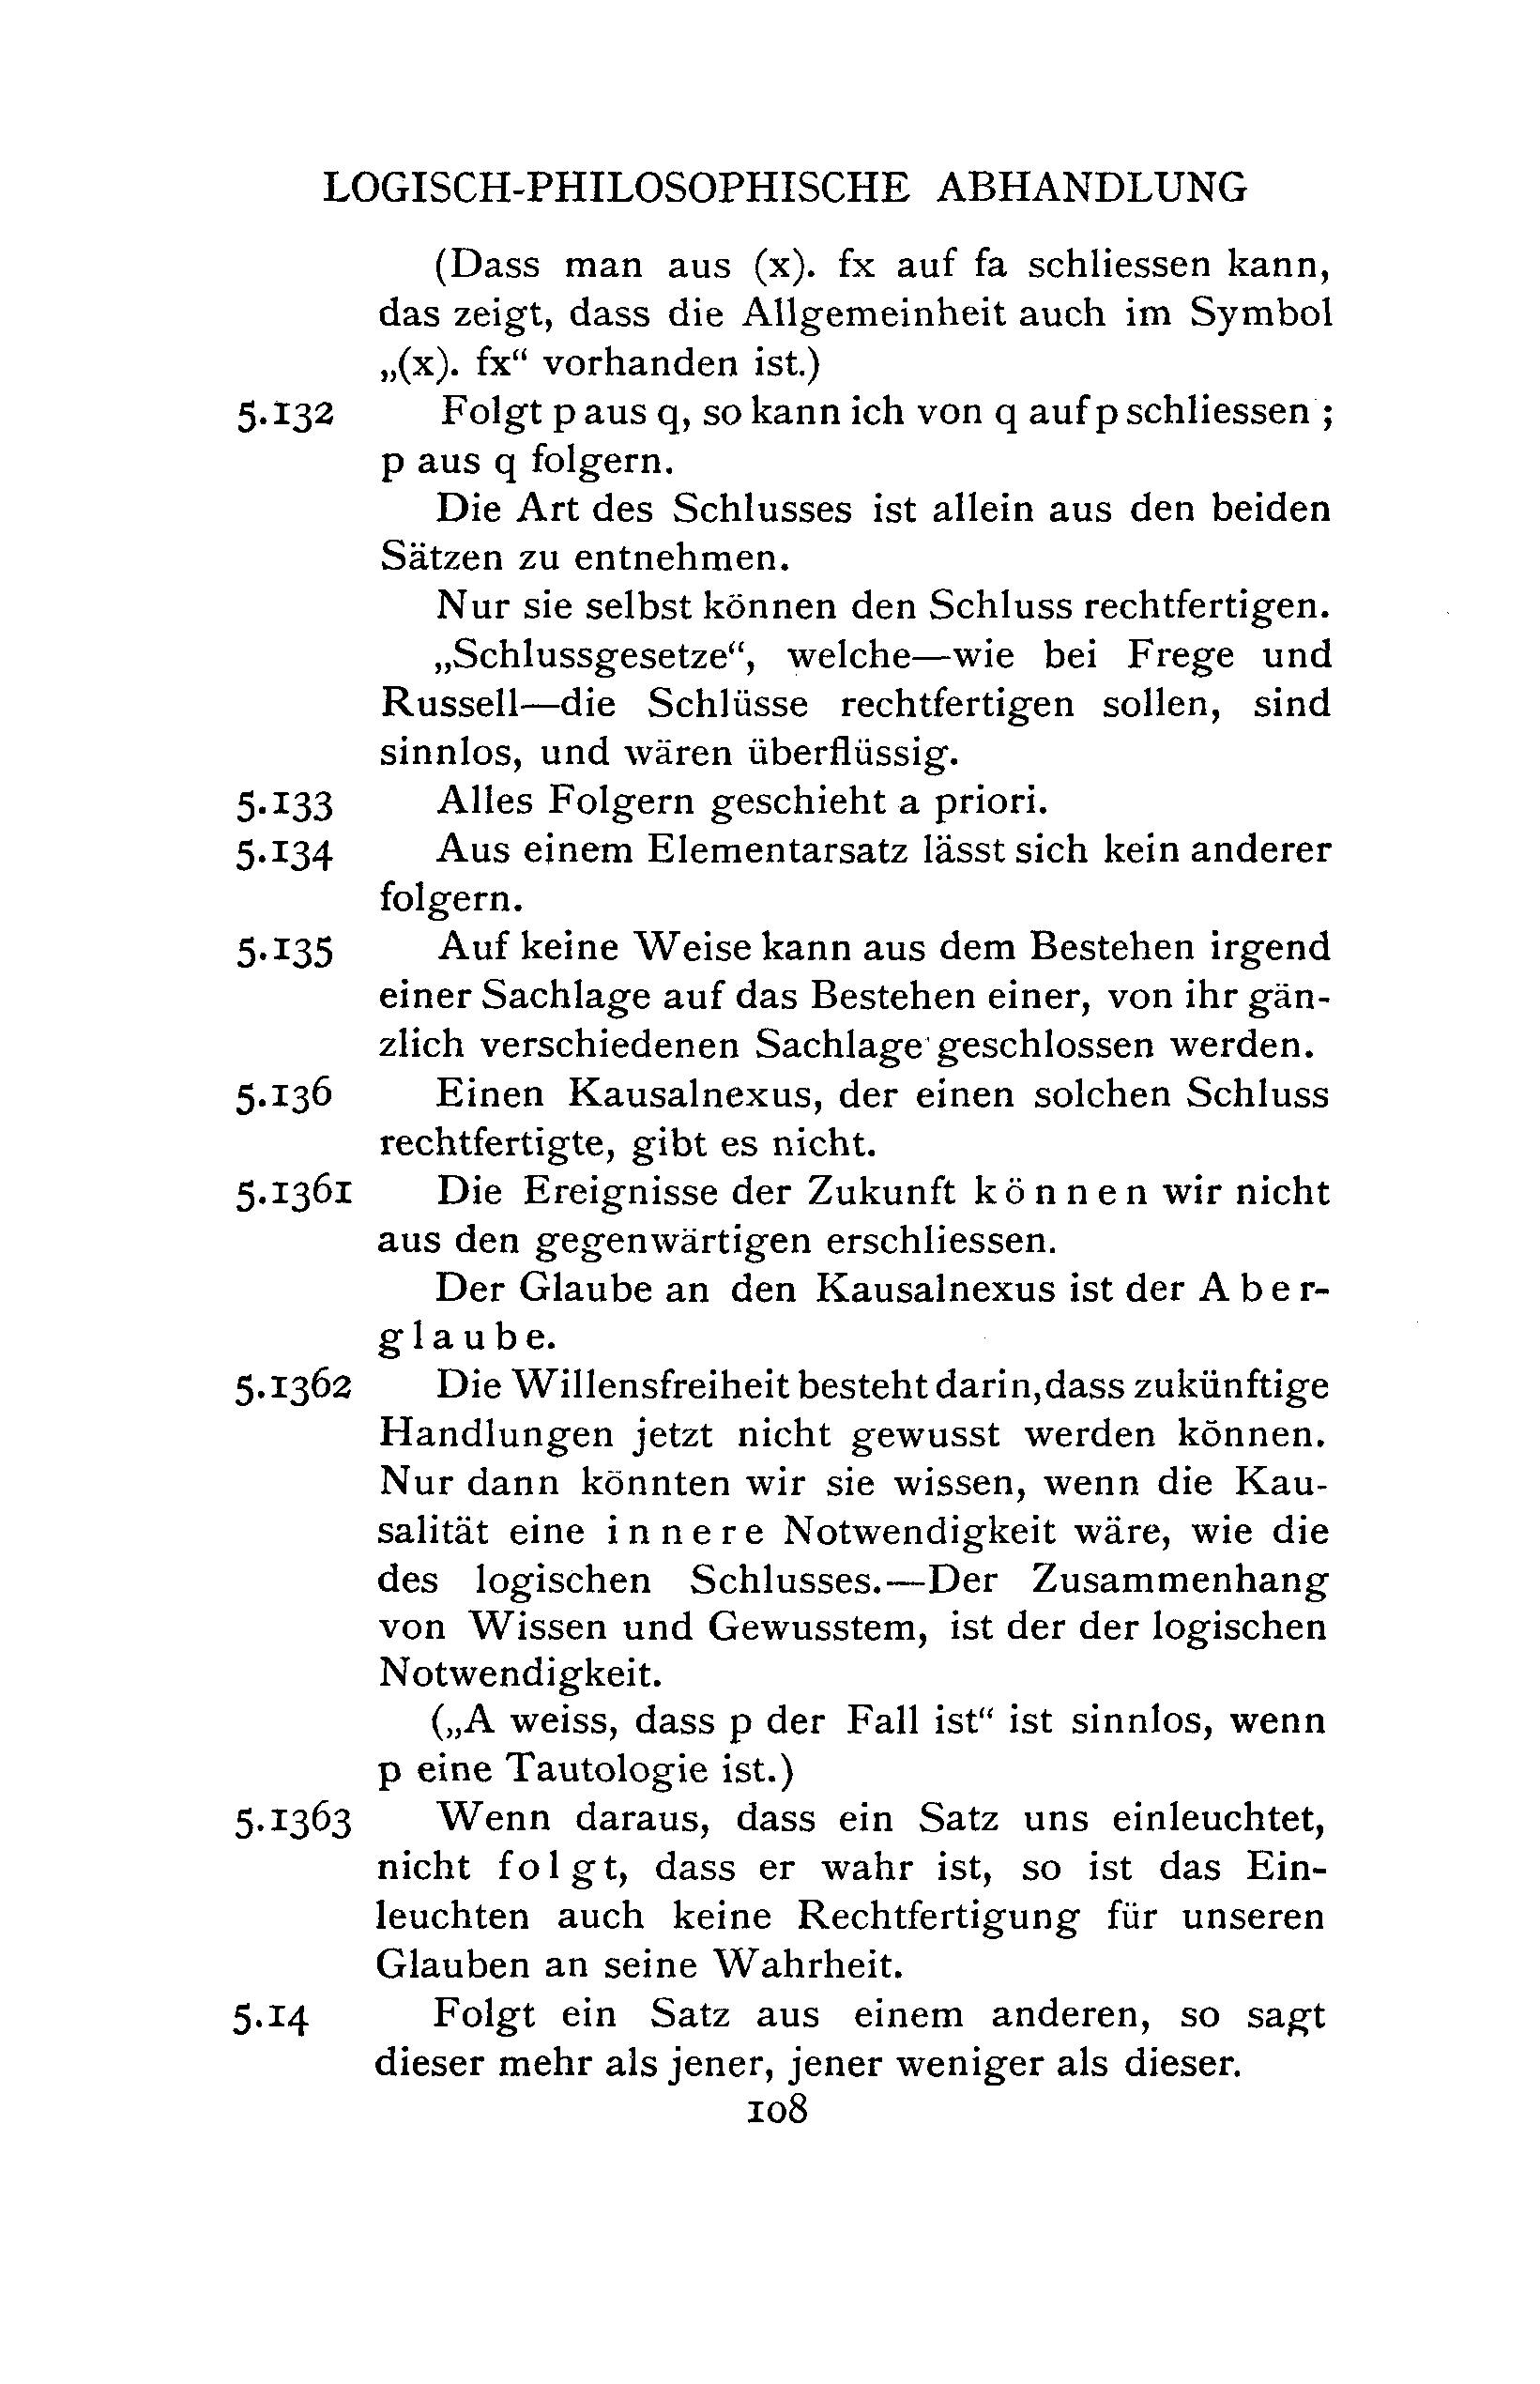 LOGISCH-PHILOSOPHISCHE ABHANDLUNG
(Dass man aus (x). fx auf fa schliessen kann,
das zeigt, dass die Allgemeinheit auch im Symbol
„(x). fx“ vorhanden ist.)
5.132 Folgt p aus q, so kann ich von q auf p schliessen ;
p aus q folgern.
Die Art des Schlusses ist allein aus den beiden
Sätzen zu entnehmen.
Nur sie selbst können den Schluss rechtfertigen.
„Schlussgesetze“, welche—wie bei Frege und
Russell—die Schlüsse rechtfertigen sollen, sind
sinnlos, und wären überflüssig.
5.133 Alles Folgern geschieht a priori.
5.134 Aus einem Elementarsatz lässt sich kein anderer
folgern.
5.135 Auf keine Weise kann aus dem Bestehen irgend
einer Sachlage auf das Bestehen einer, von ihr gän-
zlich verschiedenen Sachlage geschlossen werden.
5.136 Einen Kausalnexus, der einen solchen Schluss
rechtfertigte, gibt es nicht.
5.1361 Die Ereignisse der Zukunft k ö n n e n wir nicht
aus den gegenwärtigen erschliessen.
Der Glaube an den Kausalnexus ist der A b e r-
g l a u b e.
5.1362 Die Willensfreiheit besteht darin, dass zukünftige
Handlungen jetzt nicht gewusst werden können.
Nur dann könnten wir sie wissen, wenn die Kau-
salität eine i n n e r e Notwendigkeit wäre, wie die
des logischen Schlusses.—Der Zusammenhang
von Wissen und Gewusstem, ist der der logischen
Notwendigkeit.
(„A weiss, dass p der Fall ist“ ist sinnlos, wenn
p eine Tautologie ist.)
5.1363 Wenn daraus, dass ein Satz uns einleuchtet,
nicht f o l g t, dass er wahr ist, so ist das Ein-
leuchten auch keine Rechtfertigung für unseren
Glauben an seine Wahrheit.
5.14 Folgt ein Satz aus einem anderen, so sagt
dieser mehr als jener, jener weniger als dieser.
108